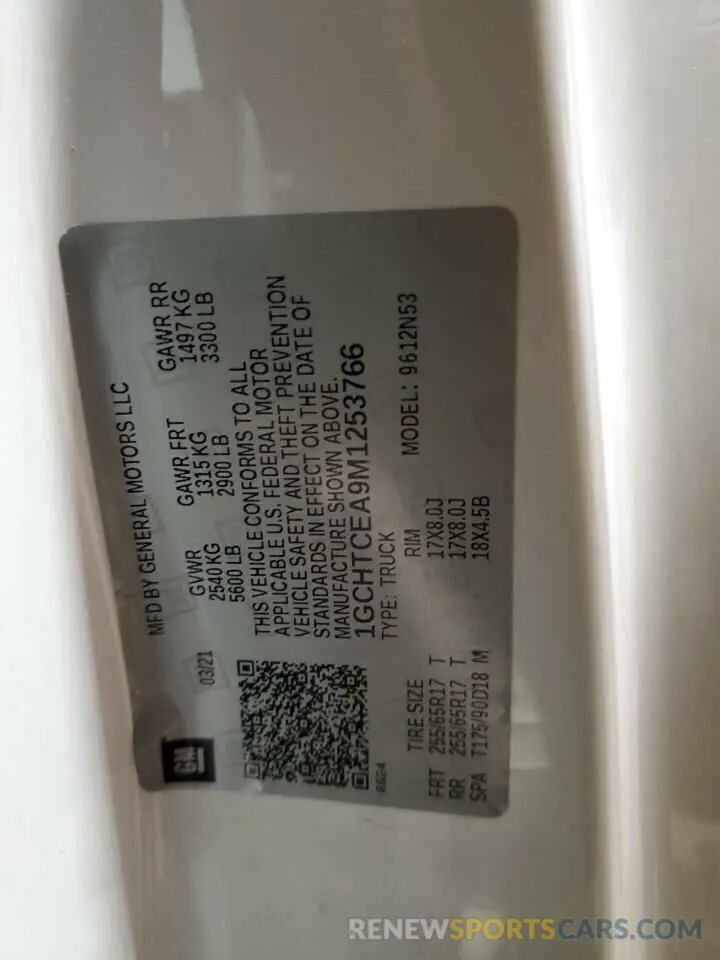 MFD BY GENERAL MOTORS LLC
03/21
GVWR GAWR FRT GAWR RR
2540 KG 1315 KG 1497 KG
5600 LB 2900 LB 3300 LB
THIS VEHICLE CONFORMS TO ALL
APPLICABLE U.S. FEDERAL MOTOR
VEHICLE SAFETY AND THEFT PREVENTION
STANDARDS IN EFFECT ON THE DATE OF
MANUFACTURE SHOWN ABOVE.
1GCHTCEA9M1253766
TYPE: TRUCK MODEL: 9612N53
TIRE SIZE RIM
FRT 255/65R17 T 17X8.0J
RR 255/65R17 T 17X8.0J
SPA T175/90D18 M 18X4.5B
GM
RENEWSPORTSCARS.COM